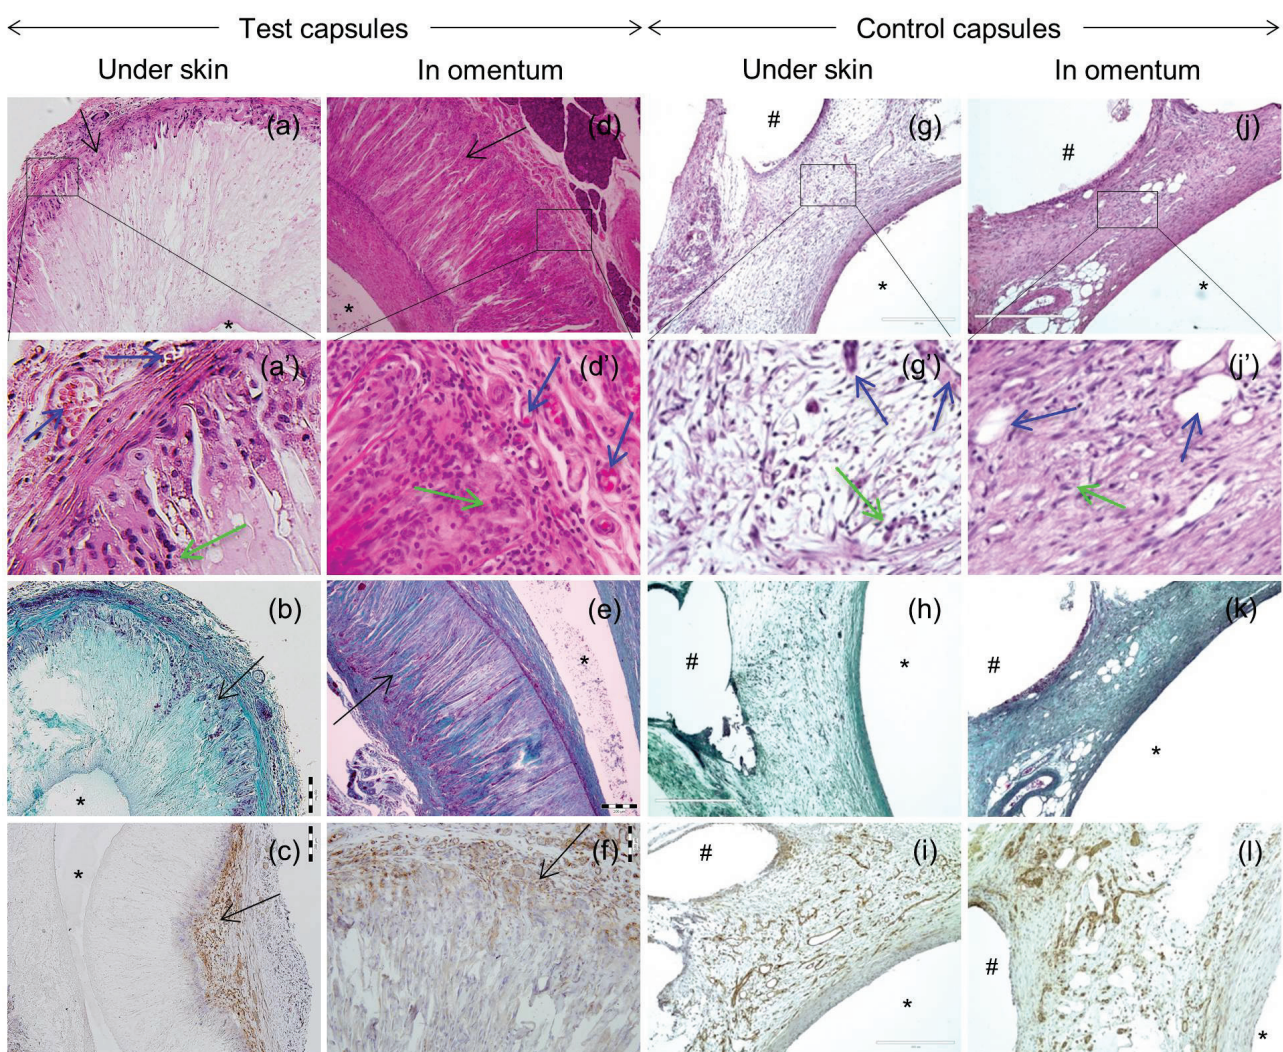 Test capsules Control capsules
Under skin In omentum Under skin In omentum
(a) (d) (g) (j)
# #
* * * *
(a’) (d’) (g’) (j’)
(b) (e) (h) (k)
* # * # *
*
(c) (f) (i) (l)
* # #
* *